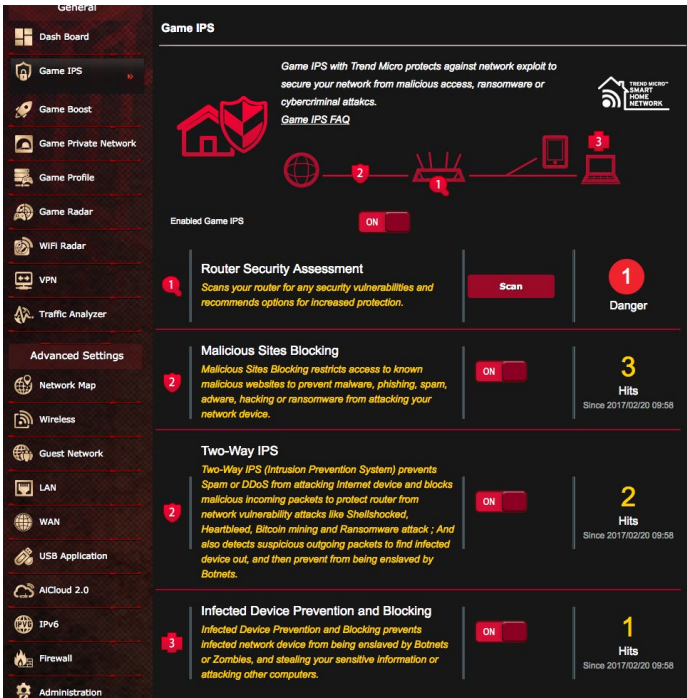 General
Dash Board
Game IPS
Game Boost
Game Private Network
Game Profile
Game Radar
WiFi Radar
VPN
Traffic Analyzer
Advanced Settings
Network Map
Wireless
Guest Network
LAN
WAN
USB Application
AiCloud 2.0
IPv6
Firewall
Administration
Game IPS
Game IPS with Trend Micro protects against network exploit to
secure your network from malicious access, ransomware or
cybercriminal attakcs.
Game IPS FAQ
TREND MICRO™
SMART
HOME
NETWORK
3
2
1
Enabled Game IPS
ON
1
Router Security Assessment
Scans your router for any security vulnerabilities and
recommends options for increased protection.
Scan
1
Danger
2
Malicious Sites Blocking
Malicious Sites Blocking restricts access to known
malicious websites to prevent malware, phishing, spam,
adware, hacking or ransomware from attacking your
network device.
ON
3
Hits
Since 2017/02/20 09:58
2
Two-Way IPS
Two-Way IPS (Intrusion Prevention System) prevents
Spam or DDoS from attacking Internet device and blocks
malicious incoming packets to protect router from
network vulnerability attacks like Shellshocked,
Heartbleed, Bitcoin mining and Ransomware attack ; And
also detects suspicious outgoing packets to find infected
device out, and then prevent from being enslaved by
Botnets.
ON
2
Hits
Since 2017/02/20 09:58
3
Infected Device Prevention and Blocking
Infected Device Prevention and Blocking prevents
infected network device from being enslaved by Botnets
or Zombies, and stealing your sensitive information or
attacking other computers.
ON
1
Hits
Since 2017/02/20 09:58